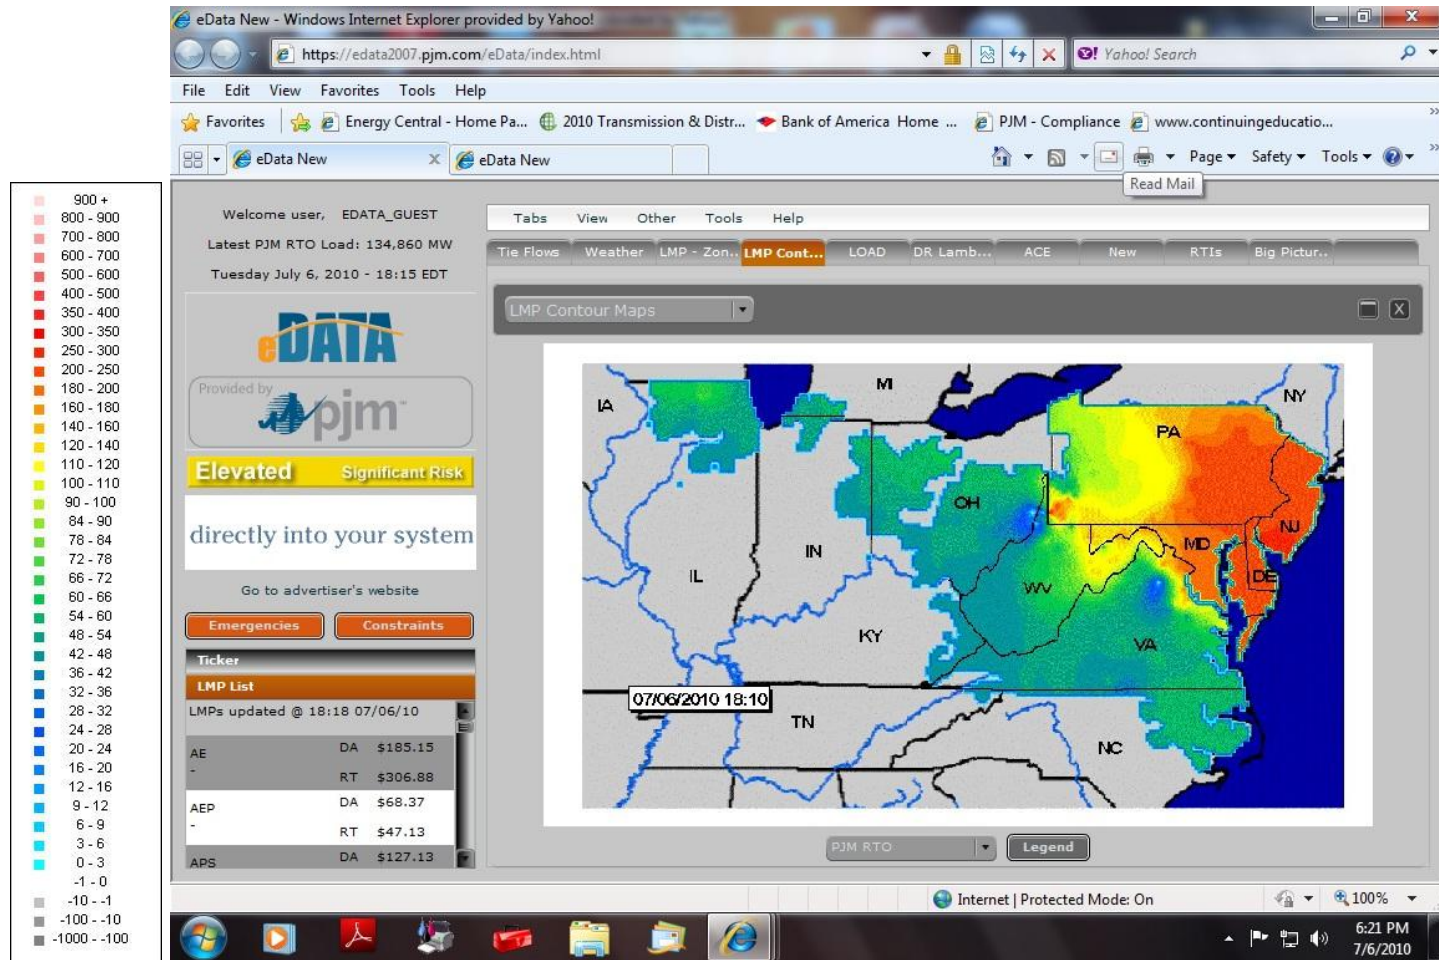 eData New - Windows Internet Explorer provided by Yahoo!
https://edata2007.pjm.com/eData/index.html
Yahoo! Search
File Edit View Favorites Tools Help
Favorites Energy Central - Home Pa... 2010 Transmission & Distr... Bank of America Home ... PJM - Compliance www.continuingeducatio...
eData New X eData New Page Safety Tools
Read Mail
900 +
800 - 900
700 - 800
600 - 700
500 - 600
400 - 500
350 - 400
300 - 350
250 - 300
200 - 250
180 - 200
160 - 180
140 - 160
120 - 140
110 - 120
100 - 110
90 - 100
84 - 90
78 - 84
72 - 78
66 - 72
60 - 66
54 - 60
48 - 54
42 - 48
36 - 42
32 - 36
28 - 32
24 - 28
20 - 24
16 - 20
12 - 16
9 - 12
6 - 9
3 - 6
0 - 3
-1 - 0
-10 - -1
-100 - -10
-1000 - -100
Welcome user, EDATA_GUEST
Latest PJM RTO Load: 134,860 MW
Tuesday July 6, 2010 - 18:15 EDT
eDATA
Provided by
pjm
Elevated Significant Risk
directly into your system
Go to advertiser's website
Emergencies Constraints
Ticker
LMP List
LMPs updated @ 18:18 07/06/10
AE DA $185.15
- RT $306.88
AEP DA $68.37
- RT $47.13
APS DA $127.13
Tabs View Other Tools Help
Tie Flows Weather LMP - Zon.. LMP Cont... LOAD DR Lamb... ACE New RTIs Big Pictur..
LMP Contour Maps
MI
NY
IA
PA
OH
NJ
IN
MD
IL
DE
WV
KY
VA
07/06/2010 18:10
TN
NC
PJM RTO Legend
Internet | Protected Mode: On 100%
6:21 PM
7/6/2010